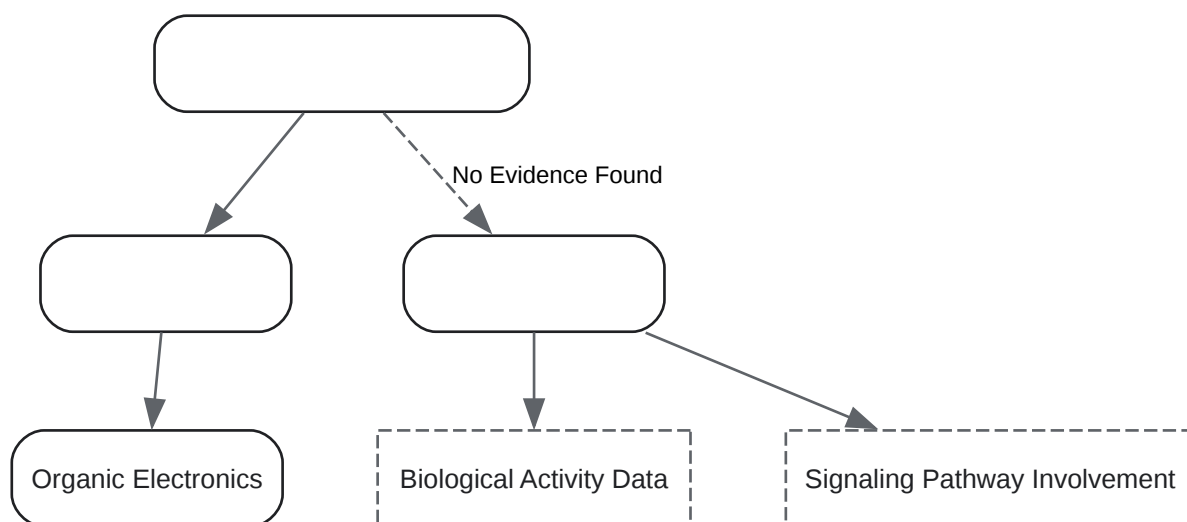 No Evidence Found
Organic Electronics
Biological Activity Data
Signaling Pathway Involvement